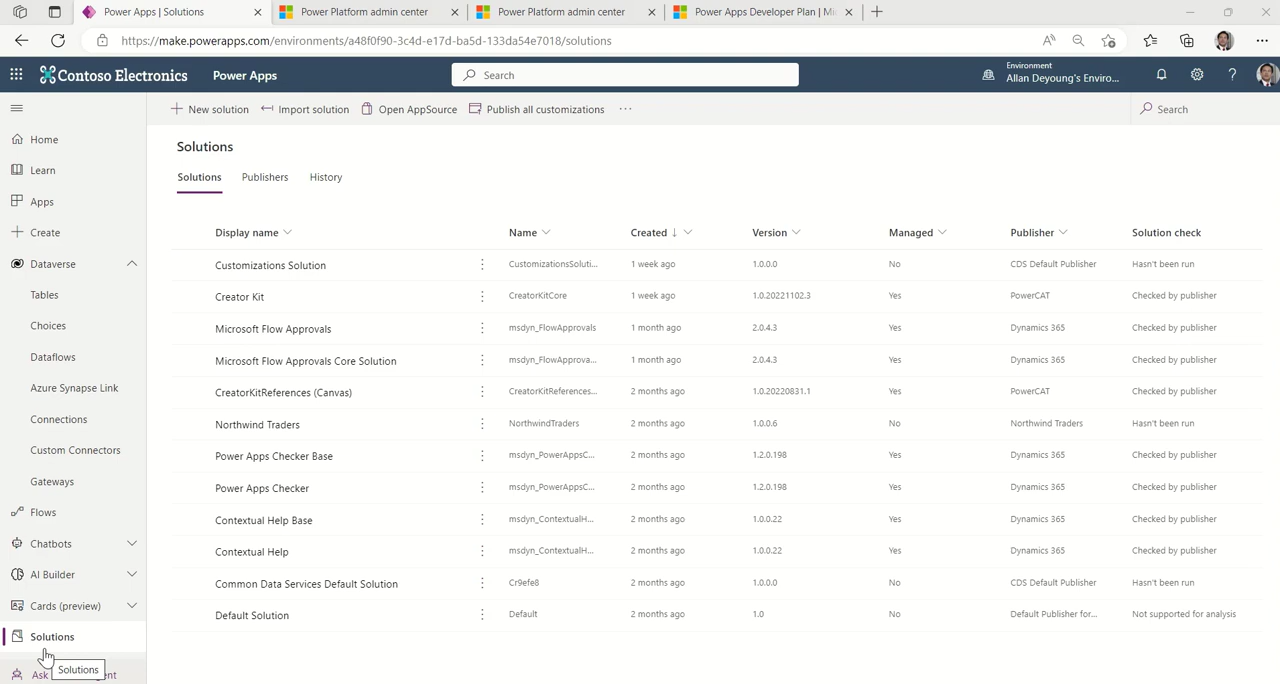 Power Apps | Solutions
Power Platform admin center
Power Platform admin center
Power Apps Developer Plan | Mi
https://make.powerapps.com/environments/a48f0f90-3c4d-e17d-ba5d-133da54e7018/solutions
Contoso Electronics
Power Apps
Search
Environment
Allan Deyoung's Enviro...
New solution
Import solution
Open AppSource
Publish all customizations
Search
Home
Learn
Apps
Create
Dataverse
Tables
Choices
Dataflows
Azure Synapse Link
Connections
Custom Connectors
Gateways
Flows
Chatbots
AI Builder
Cards (preview)
Solutions
Ask
Solutions
Solutions
Solutions Publishers History
Display name Name Created Version Managed Publisher Solution check
Customizations Solution CustomizationsSoluti... 1 week ago 1.0.0.0 No CDS Default Publisher Hasn't been run
Creator Kit CreatorKitCore 1 week ago 1.0.20221102.3 Yes PowerCAT Checked by publisher
Microsoft Flow Approvals msdyn_FlowApprovals 1 month ago 2.0.4.3 Yes Dynamics 365 Checked by publisher
Microsoft Flow Approvals Core Solution msdyn_FlowApprova... 1 month ago 2.0.4.3 Yes Dynamics 365 Checked by publisher
CreatorKitReferences (Canvas) CreatorKitReferences... 2 months ago 1.0.20220831.1 Yes PowerCAT Checked by publisher
Northwind Traders NorthwindTraders 2 months ago 1.0.0.6 No Northwind Traders Hasn't been run
Power Apps Checker Base msdyn_PowerAppsC... 2 months ago 1.2.0.198 Yes Dynamics 365 Checked by publisher
Power Apps Checker msdyn_PowerAppsC... 2 months ago 1.2.0.198 Yes Dynamics 365 Checked by publisher
Contextual Help Base msdyn_ContextualH... 2 months ago 1.0.0.22 Yes Dynamics 365 Checked by publisher
Contextual Help msdyn_ContextualH... 2 months ago 1.0.0.22 Yes Dynamics 365 Checked by publisher
Common Data Services Default Solution Cr9efe8 2 months ago 1.0.0.0 No CDS Default Publisher Hasn't been run
Default Solution Default 2 months ago 1.0 No Default Publisher for... Not supported for analysis